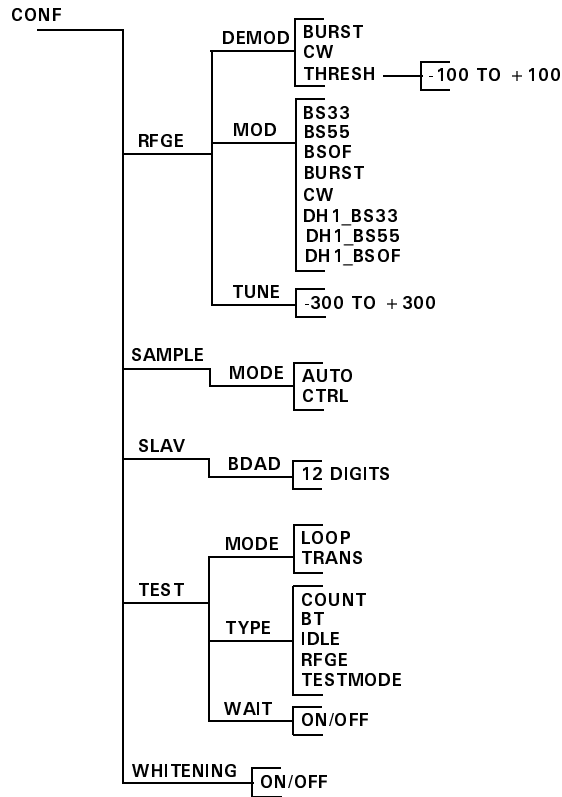 CONF
DEMOD
BURST
CW
THRESH
-100 TO +100
RFGE
MOD
BS33
BS55
BSOF
BURST
CW
DH1_BS33
DH1_BS55
DH1_BSOF
TUNE
-300 TO +300
SAMPLE
MODE
AUTO
CTRL
SLAV
BDAD
12 DIGITS
TEST
MODE
LOOP
TRANS
TYPE
COUNT
BT
IDLE
RFGE
TESTMODE
WAIT
ON/OFF
WHITENING
ON/OFF